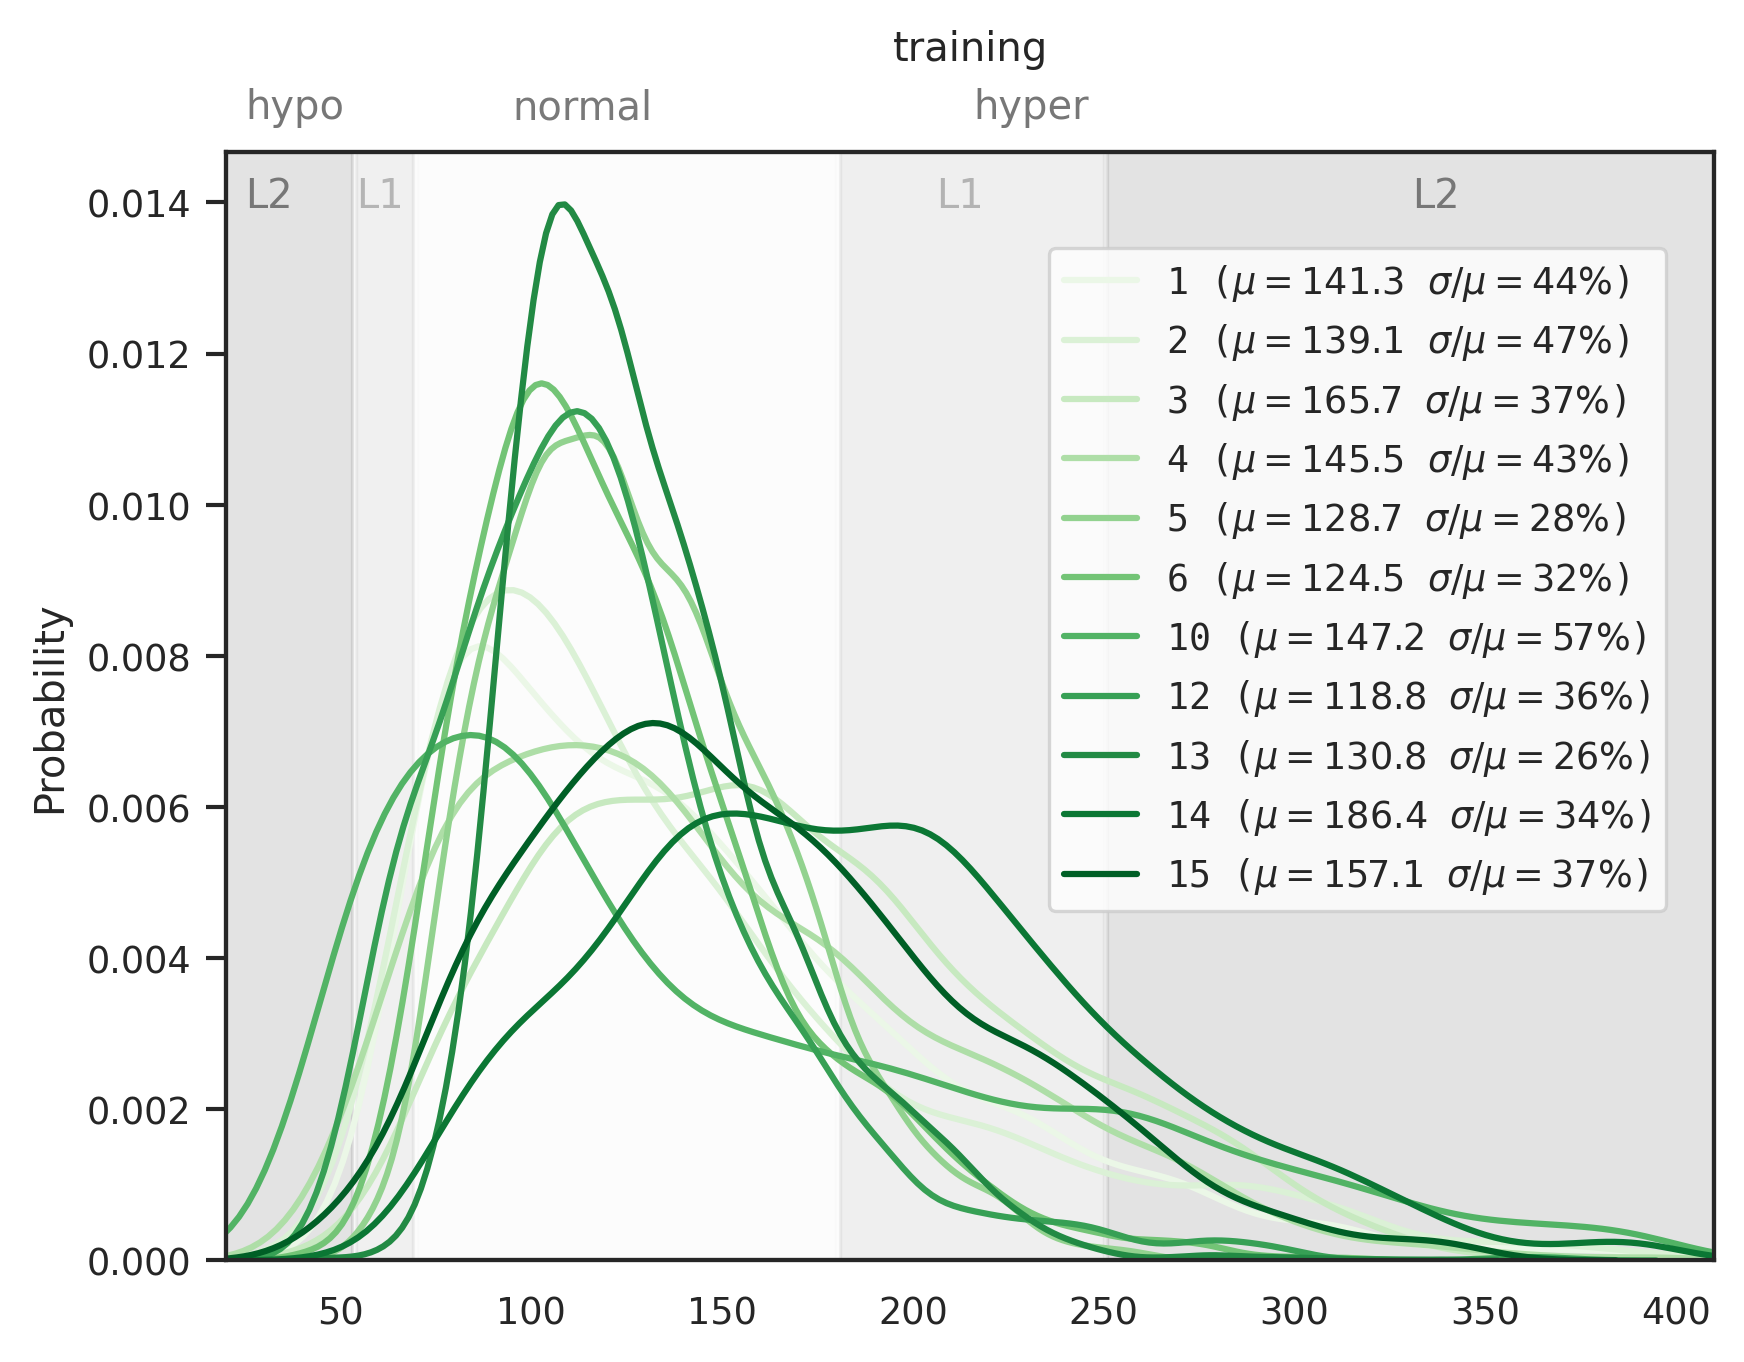 training
hypo normal hyper
L2 L1 L1 L2
0.014
0.012
0.010
0.008
0.006
0.004
0.002
0.000
Probability
1 (μ = 141.3 σ/μ = 44%)
2 (μ = 139.1 σ/μ = 47%)
3 (μ = 165.7 σ/μ = 37%)
4 (μ = 145.5 σ/μ = 43%)
5 (μ = 128.7 σ/μ = 28%)
6 (μ = 124.5 σ/μ = 32%)
10 (μ = 147.2 σ/μ = 57%)
12 (μ = 118.8 σ/μ = 36%)
13 (μ = 130.8 σ/μ = 26%)
14 (μ = 186.4 σ/μ = 34%)
15 (μ = 157.1 σ/μ = 37%)
50 100 150 200 250 300 350 400